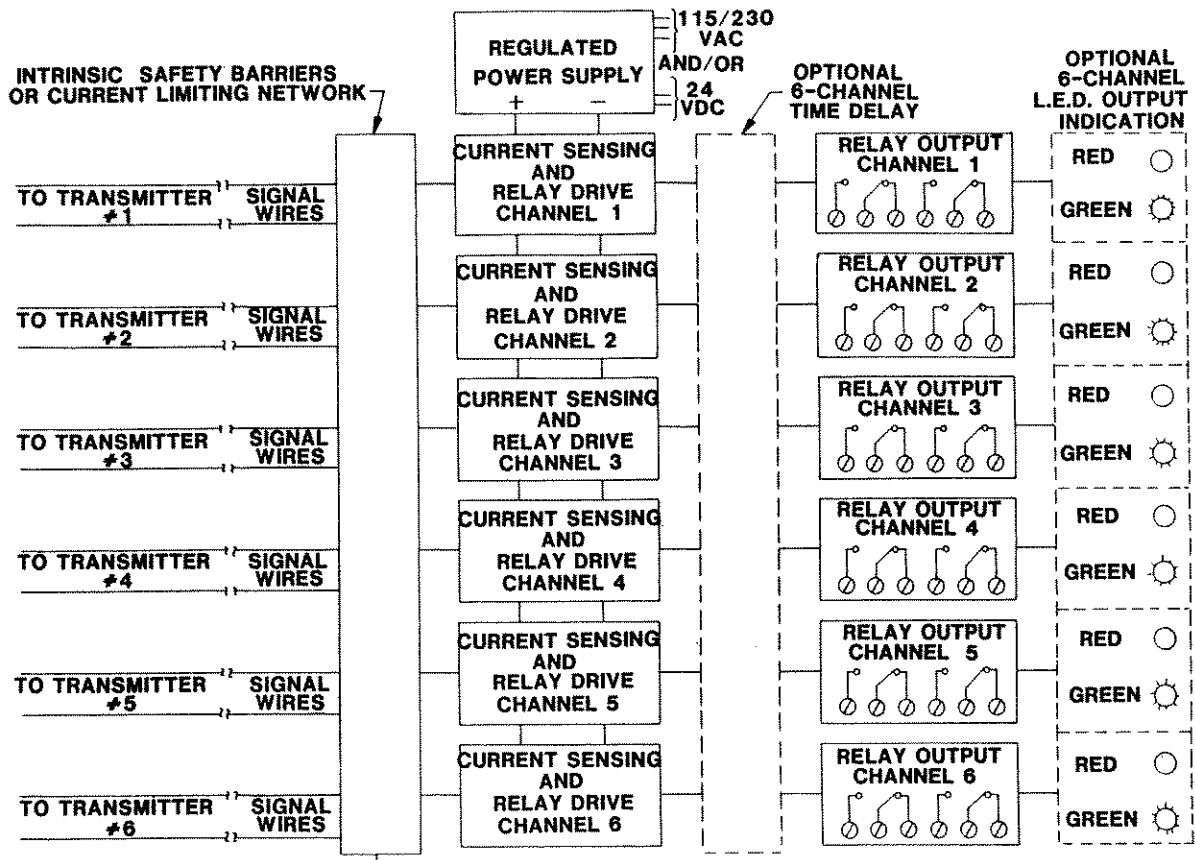 REGULATED
POWER SUPPLY
+ −
115/230
VAC
AND/OR
24
VDC
INTRINSIC SAFETY BARRIERS
OR CURRENT LIMITING NETWORK
OPTIONAL
6-CHANNEL
TIME DELAY
OPTIONAL
6-CHANNEL
L.E.D. OUTPUT
INDICATION
TO TRANSMITTER
#1
SIGNAL
WIRES
CURRENT SENSING
AND
RELAY DRIVE
CHANNEL 1
RELAY OUTPUT
CHANNEL 1
RED
GREEN
TO TRANSMITTER
#2
SIGNAL
WIRES
CURRENT SENSING
AND
RELAY DRIVE
CHANNEL 2
RELAY OUTPUT
CHANNEL 2
RED
GREEN
TO TRANSMITTER
#3
SIGNAL
WIRES
CURRENT SENSING
AND
RELAY DRIVE
CHANNEL 3
RELAY OUTPUT
CHANNEL 3
RED
GREEN
TO TRANSMITTER
#4
SIGNAL
WIRES
CURRENT SENSING
AND
RELAY DRIVE
CHANNEL 4
RELAY OUTPUT
CHANNEL 4
RED
GREEN
TO TRANSMITTER
#5
SIGNAL
WIRES
CURRENT SENSING
AND
RELAY DRIVE
CHANNEL 5
RELAY OUTPUT
CHANNEL 5
RED
GREEN
TO TRANSMITTER
#6
SIGNAL
WIRES
CURRENT SENSING
AND
RELAY DRIVE
CHANNEL 6
RELAY OUTPUT
CHANNEL 6
RED
GREEN